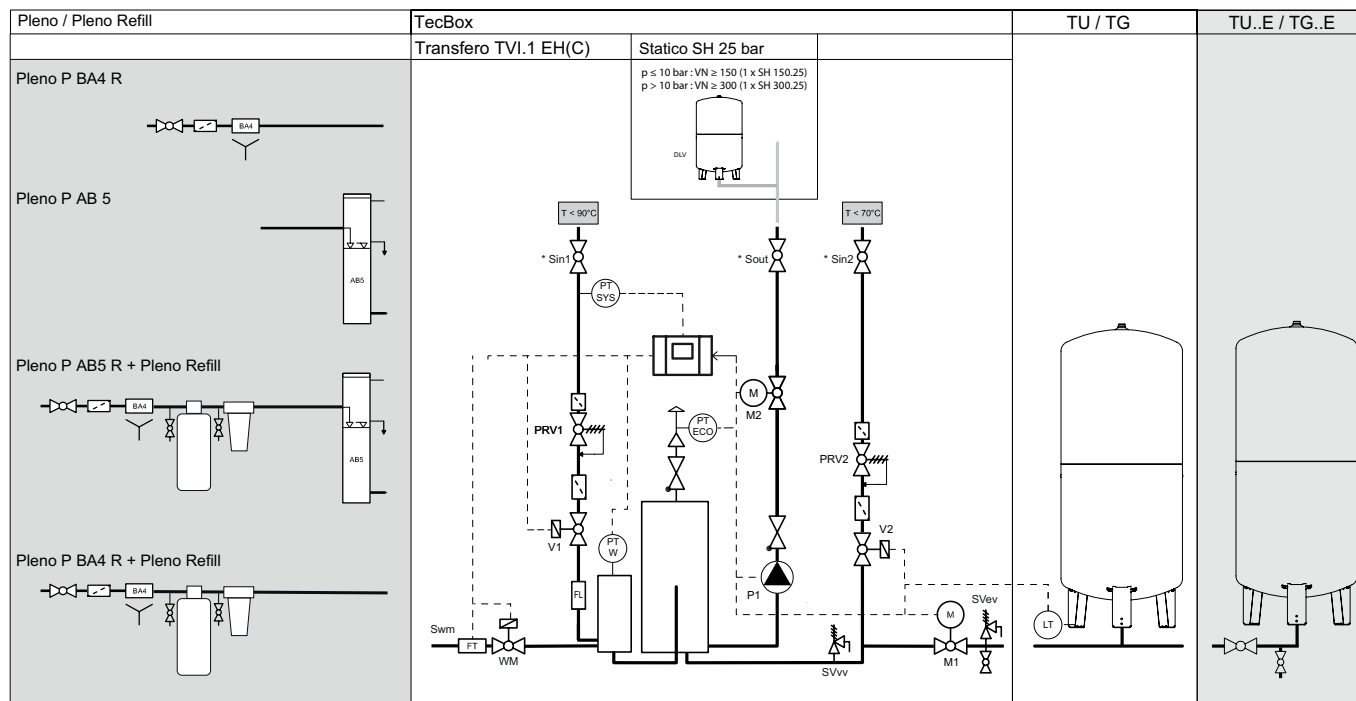 Pleno / Pleno Refill
TecBox
TU / TG
TU..E / TG..E
Transfero TVI.1 EH(C)
Statico SH 25 bar
p ≤ 10 bar : VN ≥ 150 (1 x SH 150.25)
p > 10 bar : VN ≥ 300 (1 x SH 300.25)
DLV
Pleno P BA4 R
BA4
Pleno P AB 5
AB5
Pleno P AB5 R + Pleno Refill
BA4
AB5
Pleno P BA4 R + Pleno Refill
BA4
T < 90°C
T < 70°C
* Sin1
* Sout
* Sin2
PT
SYS
M
M2
PRV1
PT
ECO
PRV2
V1
PT
W
V2
P1
FL
Swm
FT
WM
SVvv
M
M1
SVev
LT